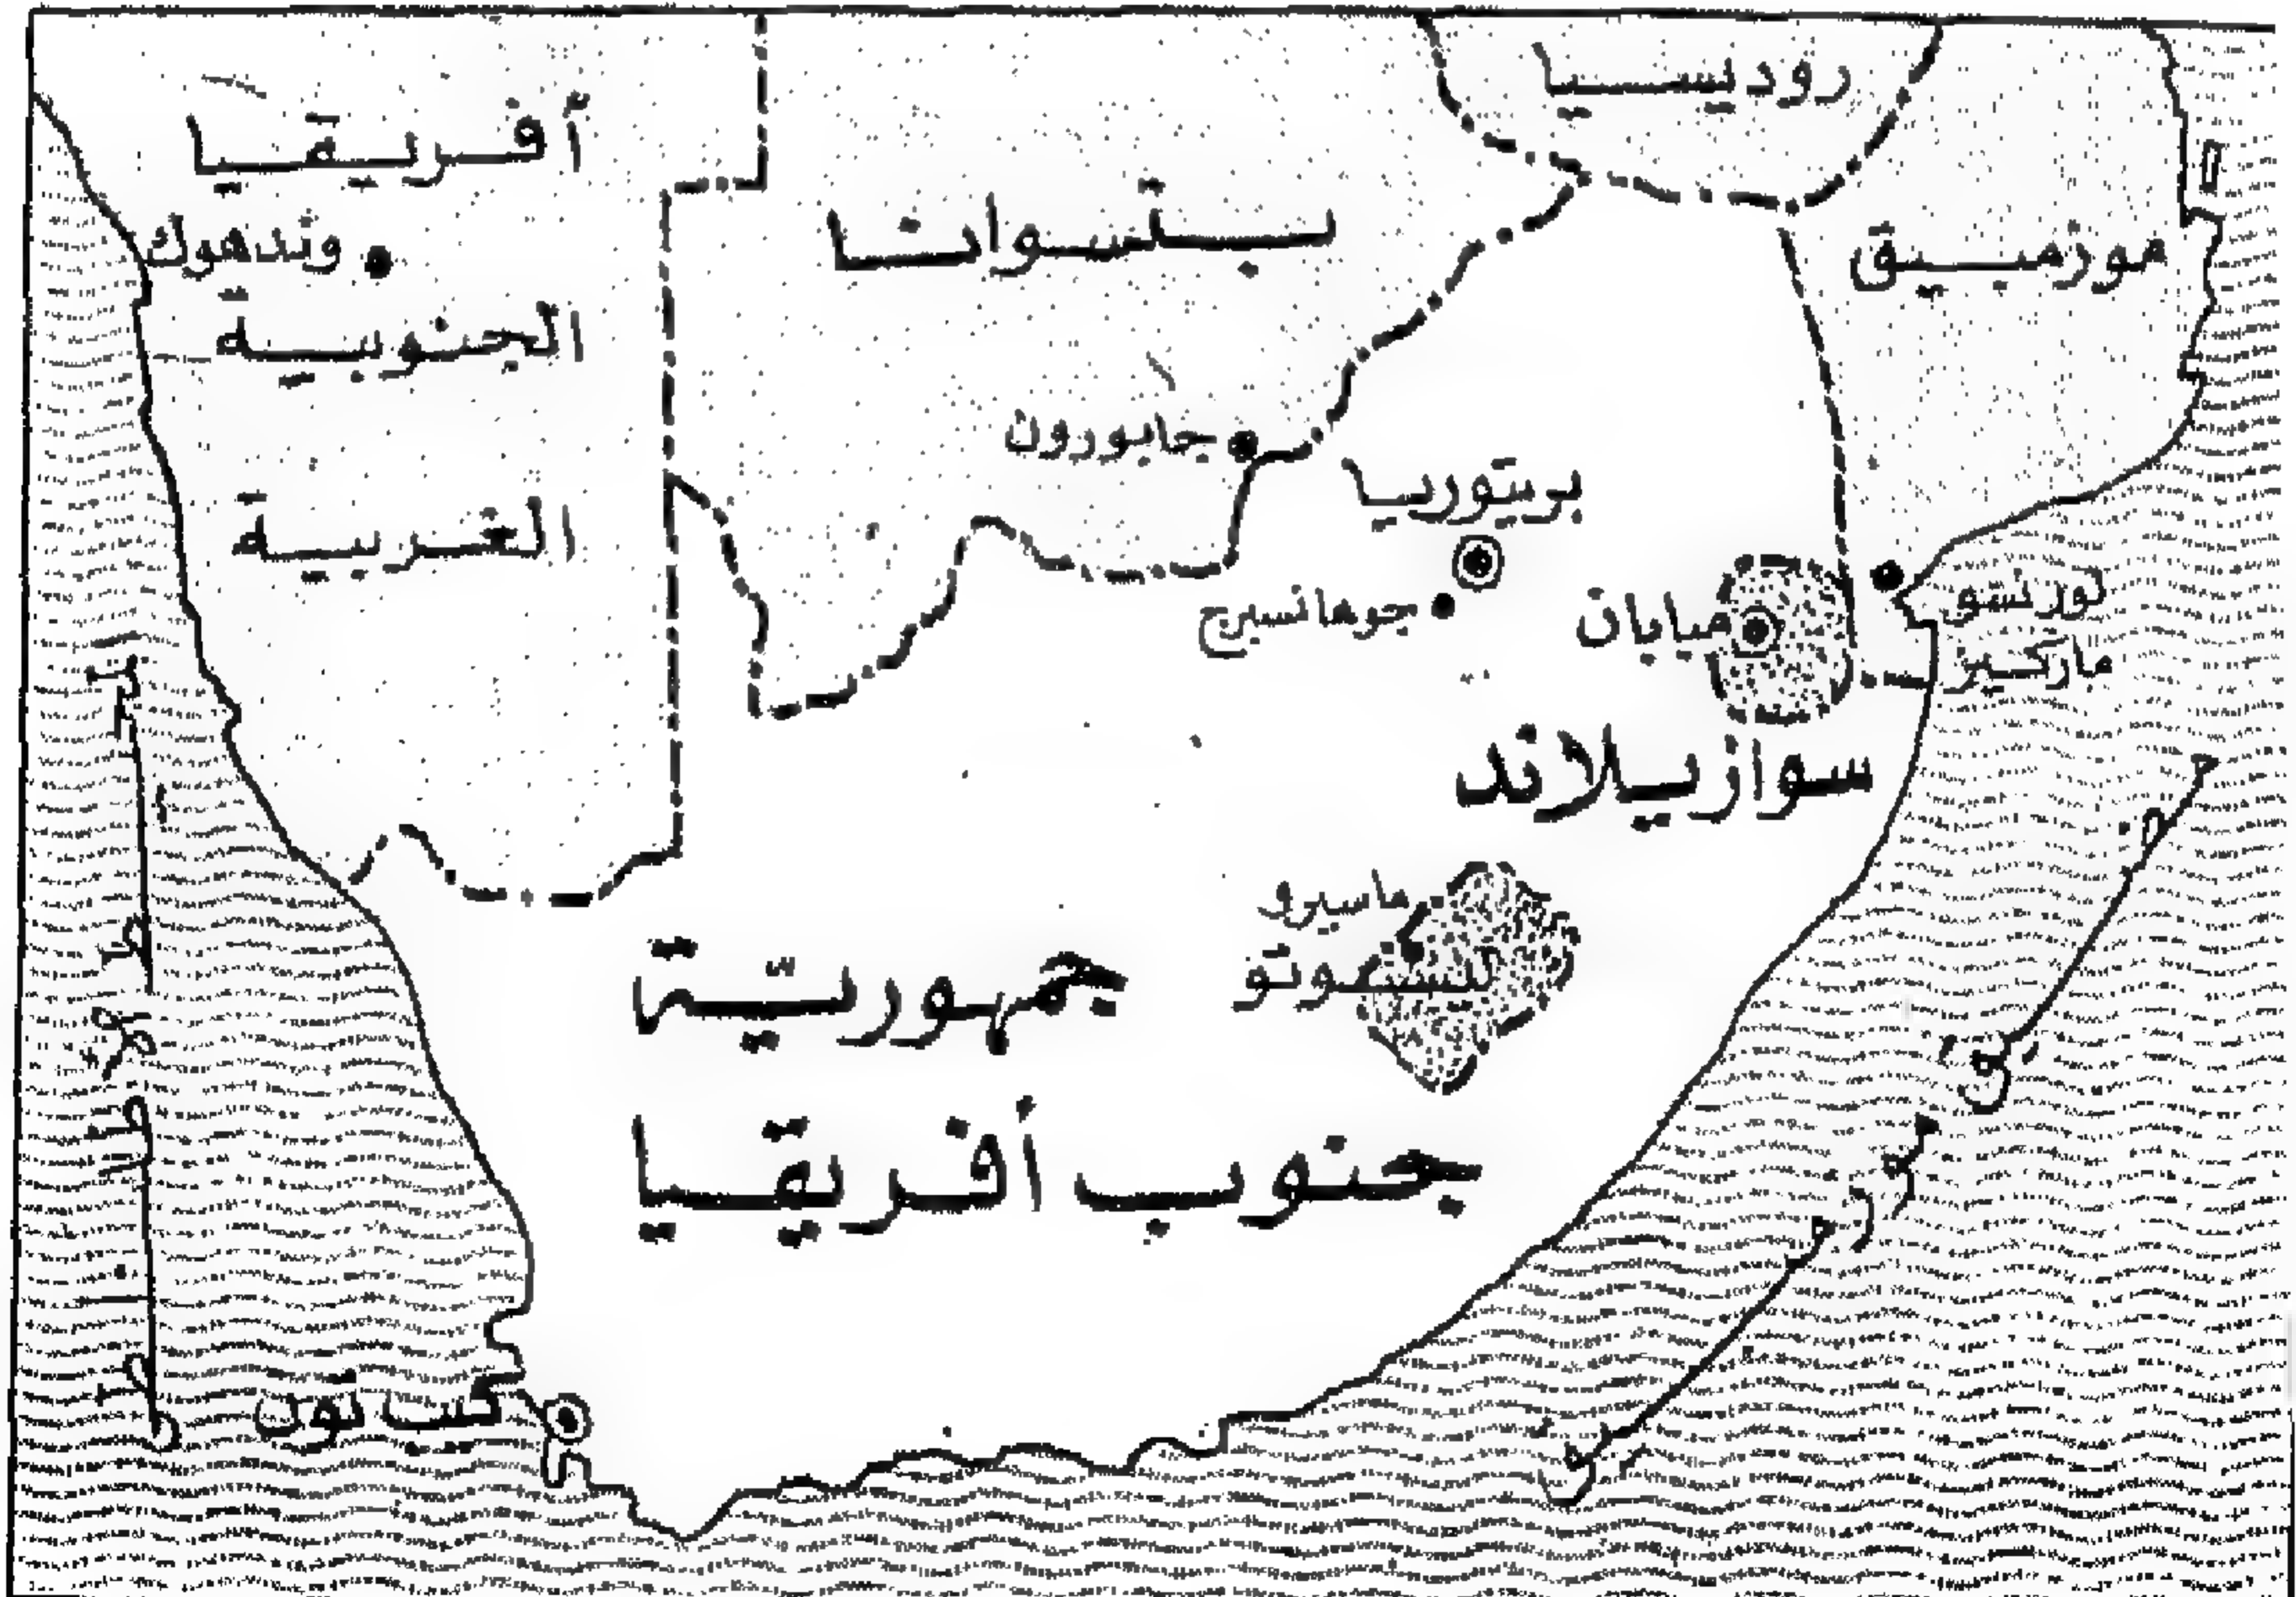 روديسيا
أفريقيا
بتسوانا
موزمبيق
وندهوك
الجنوبية
جابورون
بريتوريا
الغربية
جوهانسبرج
مبابان
لورنسو
ماركيز
سوازيلاند
ماسيرو
ليسوتو
جمهوريّة
جنوب أفريقيا
كيب تون